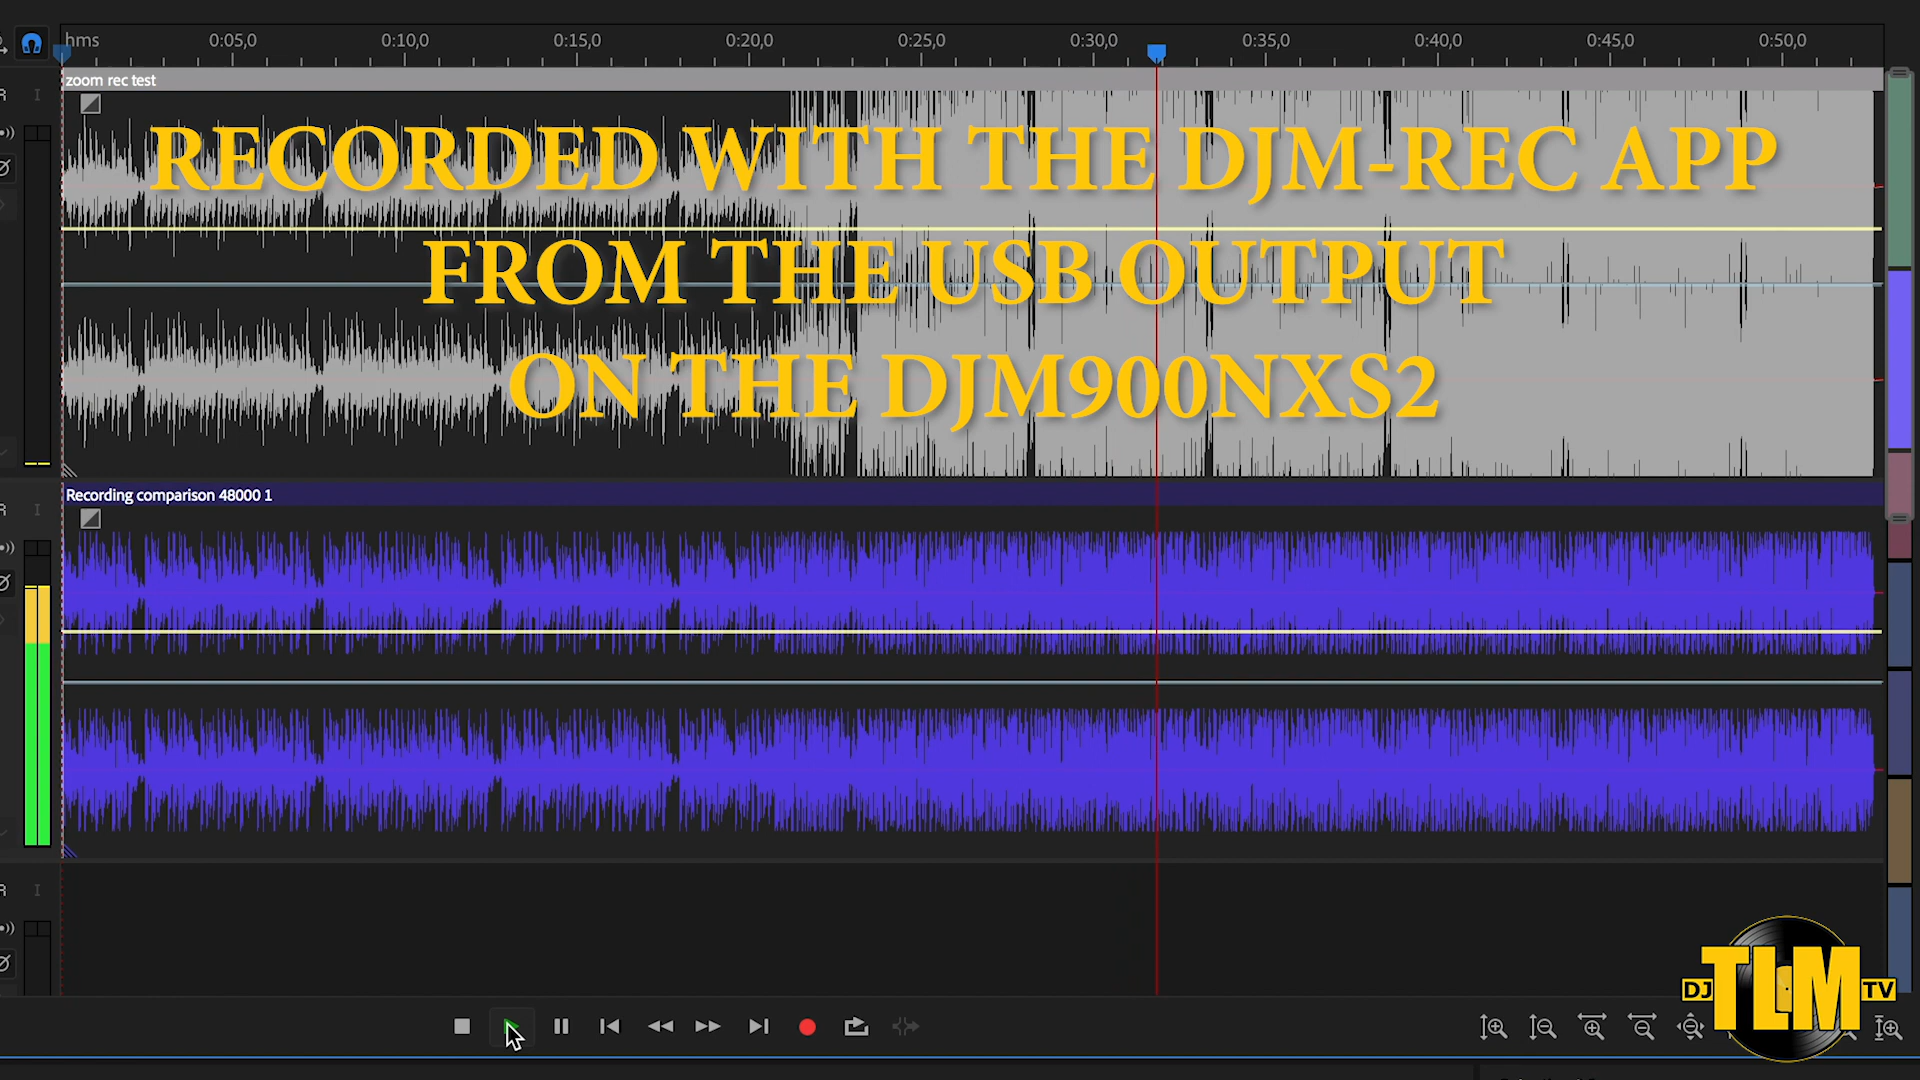 hms 0:05,0 0:10,0 0:15,0 0:20,0 0:25,0 0:30,0 0:35,0 0:40,0 0:45,0 0:50,0
zoom rec test
R I
RECORDED WITH THE DJM-REC APP
FROM THE USB OUTPUT
ON THE DJM900NXS2
Recording comparison 48000 1
R I
R I
DJ TLM TV